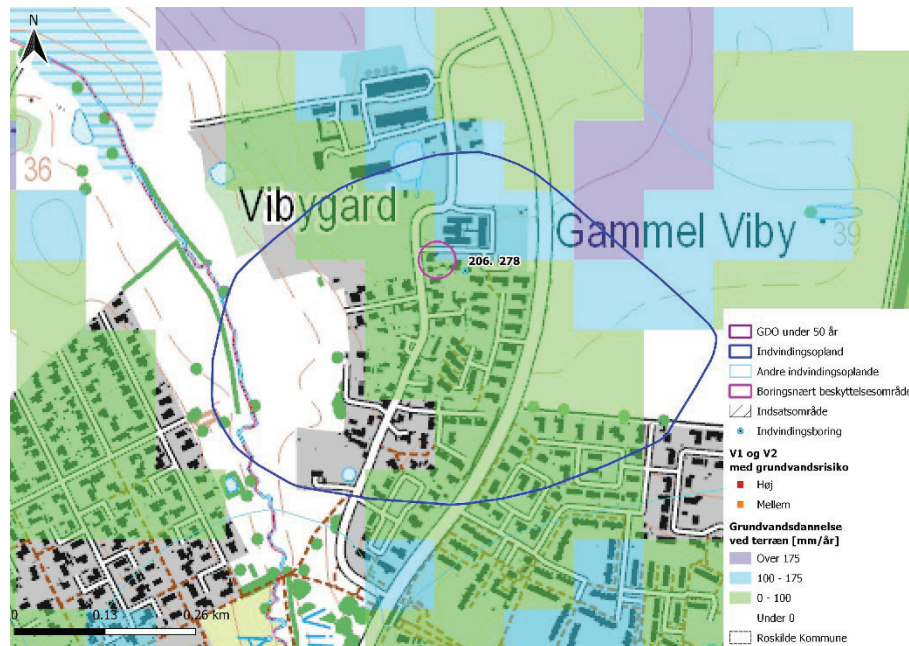 N
36
Vibygård
Gammel Viby
39
206. 278
GDO under 50 år
Indvindingsopland
Andre indvindingsoplande
Boringsnært beskyttelsesområde
Indsatsområde
Indvindingsboring
V1 og V2
med grundvandsrisiko
Høj
Mellem
Grundvandsdannelse
ved terræn [mm/år]
Over 175
100 - 175
0 - 100
Under 0
Roskilde Kommune
0 0.13 0.26 km